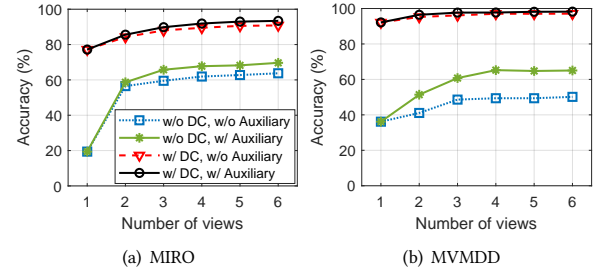 100
80
60
40
20
0
Accuracy (%)
1 2 3 4 5 6
Number of views
w/o DC, w/o Auxiliary
w/o DC, w/ Auxiliary
w/ DC, w/o Auxiliary
w/ DC, w/ Auxiliary
(a) MIRO
100
80
60
40
20
0
Accuracy (%)
1 2 3 4 5 6
Number of views
(b) MVMDD